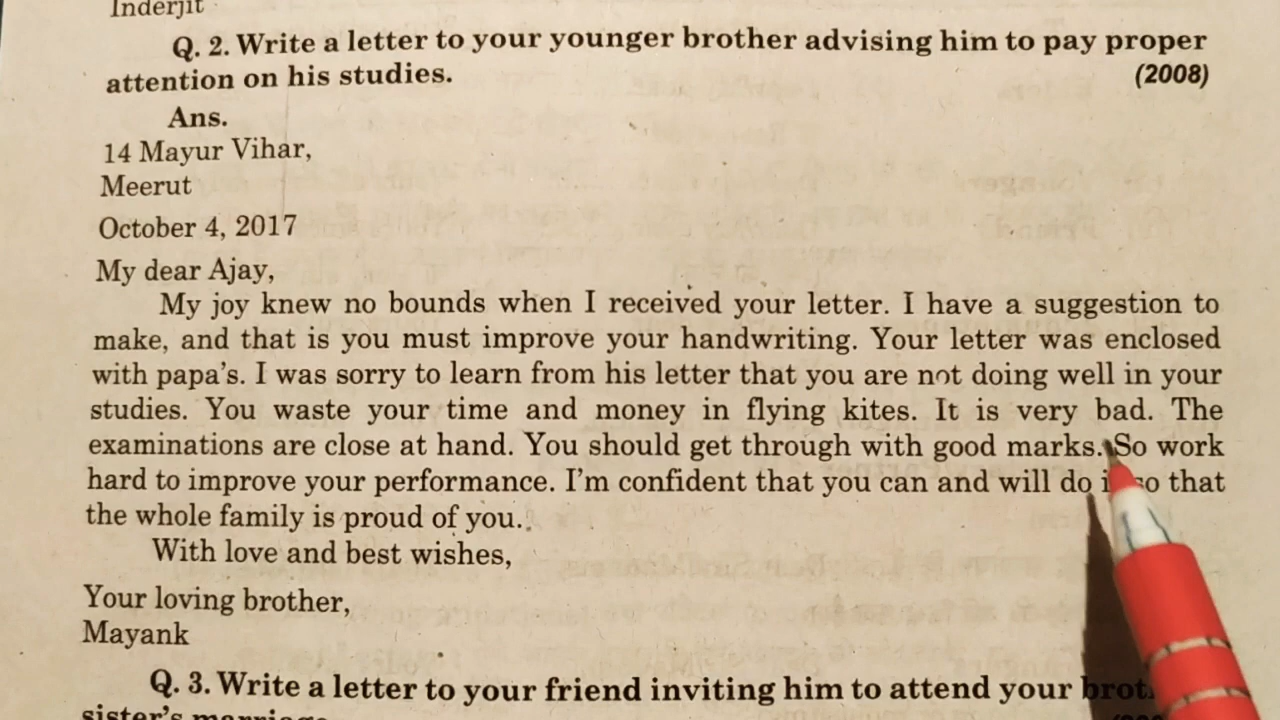 Inderjit
Q. 2. Write a letter to your younger brother advising him to pay proper
attention on his studies. (2008)
Ans.
14 Mayur Vihar,
Meerut
October 4, 2017
My dear Ajay,
My joy knew no bounds when I received your letter. I have a suggestion to
make, and that is you must improve your handwriting. Your letter was enclosed
with papa's. I was sorry to learn from his letter that you are not doing well in your
studies. You waste your time and money in flying kites. It is very bad. The
examinations are close at hand. You should get through with good marks. So work
hard to improve your performance. I'm confident that you can and will do so that
the whole family is proud of you.
With love and best wishes,
Your loving brother,
Mayank
Q. 3. Write a letter to your friend inviting him to attend your
sister's marriage.